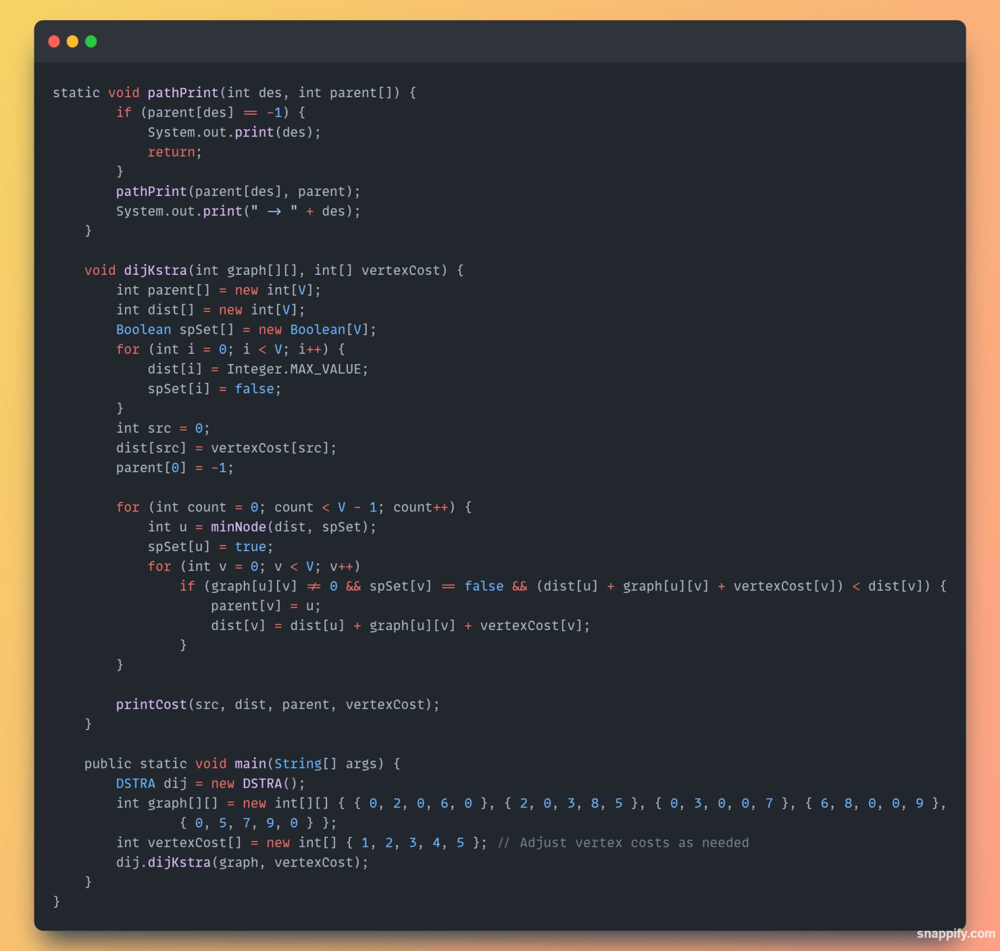 static void pathPrint(int des, int parent[]) {
        if (parent[des] == -1) {
            System.out.print(des);
            return;
        }
        pathPrint(parent[des], parent);
        System.out.print(" -> " + des);
    }

    void dijKstra(int graph[][], int[] vertexCost) {
        int parent[] = new int[V];
        int dist[] = new int[V];
        Boolean spSet[] = new Boolean[V];
        for (int i = 0; i < V; i++) {
            dist[i] = Integer.MAX_VALUE;
            spSet[i] = false;
        }
        int src = 0;
        dist[src] = vertexCost[src];
        parent[0] = -1;

        for (int count = 0; count < V - 1; count++) {
            int u = minNode(dist, spSet);
            spSet[u] = true;
            for (int v = 0; v < V; v++)
                if (graph[u][v] != 0 && spSet[v] == false && (dist[u] + graph[u][v] + vertexCost[v]) < dist[v]) {
                    parent[v] = u;
                    dist[v] = dist[u] + graph[u][v] + vertexCost[v];
                }
        }

        printCost(src, dist, parent, vertexCost);
    }

    public static void main(String[] args) {
        DSTRA dij = new DSTRA();
        int graph[][] = new int[][] { { 0, 2, 0, 6, 0 }, { 2, 0, 3, 8, 5 }, { 0, 3, 0, 0, 7 }, { 6, 8, 0, 0, 9 },
                { 0, 5, 7, 9, 0 } };
        int vertexCost[] = new int[] { 1, 2, 3, 4, 5 }; // Adjust vertex costs as needed
        dij.dijKstra(graph, vertexCost);
    }
}
snappify.com